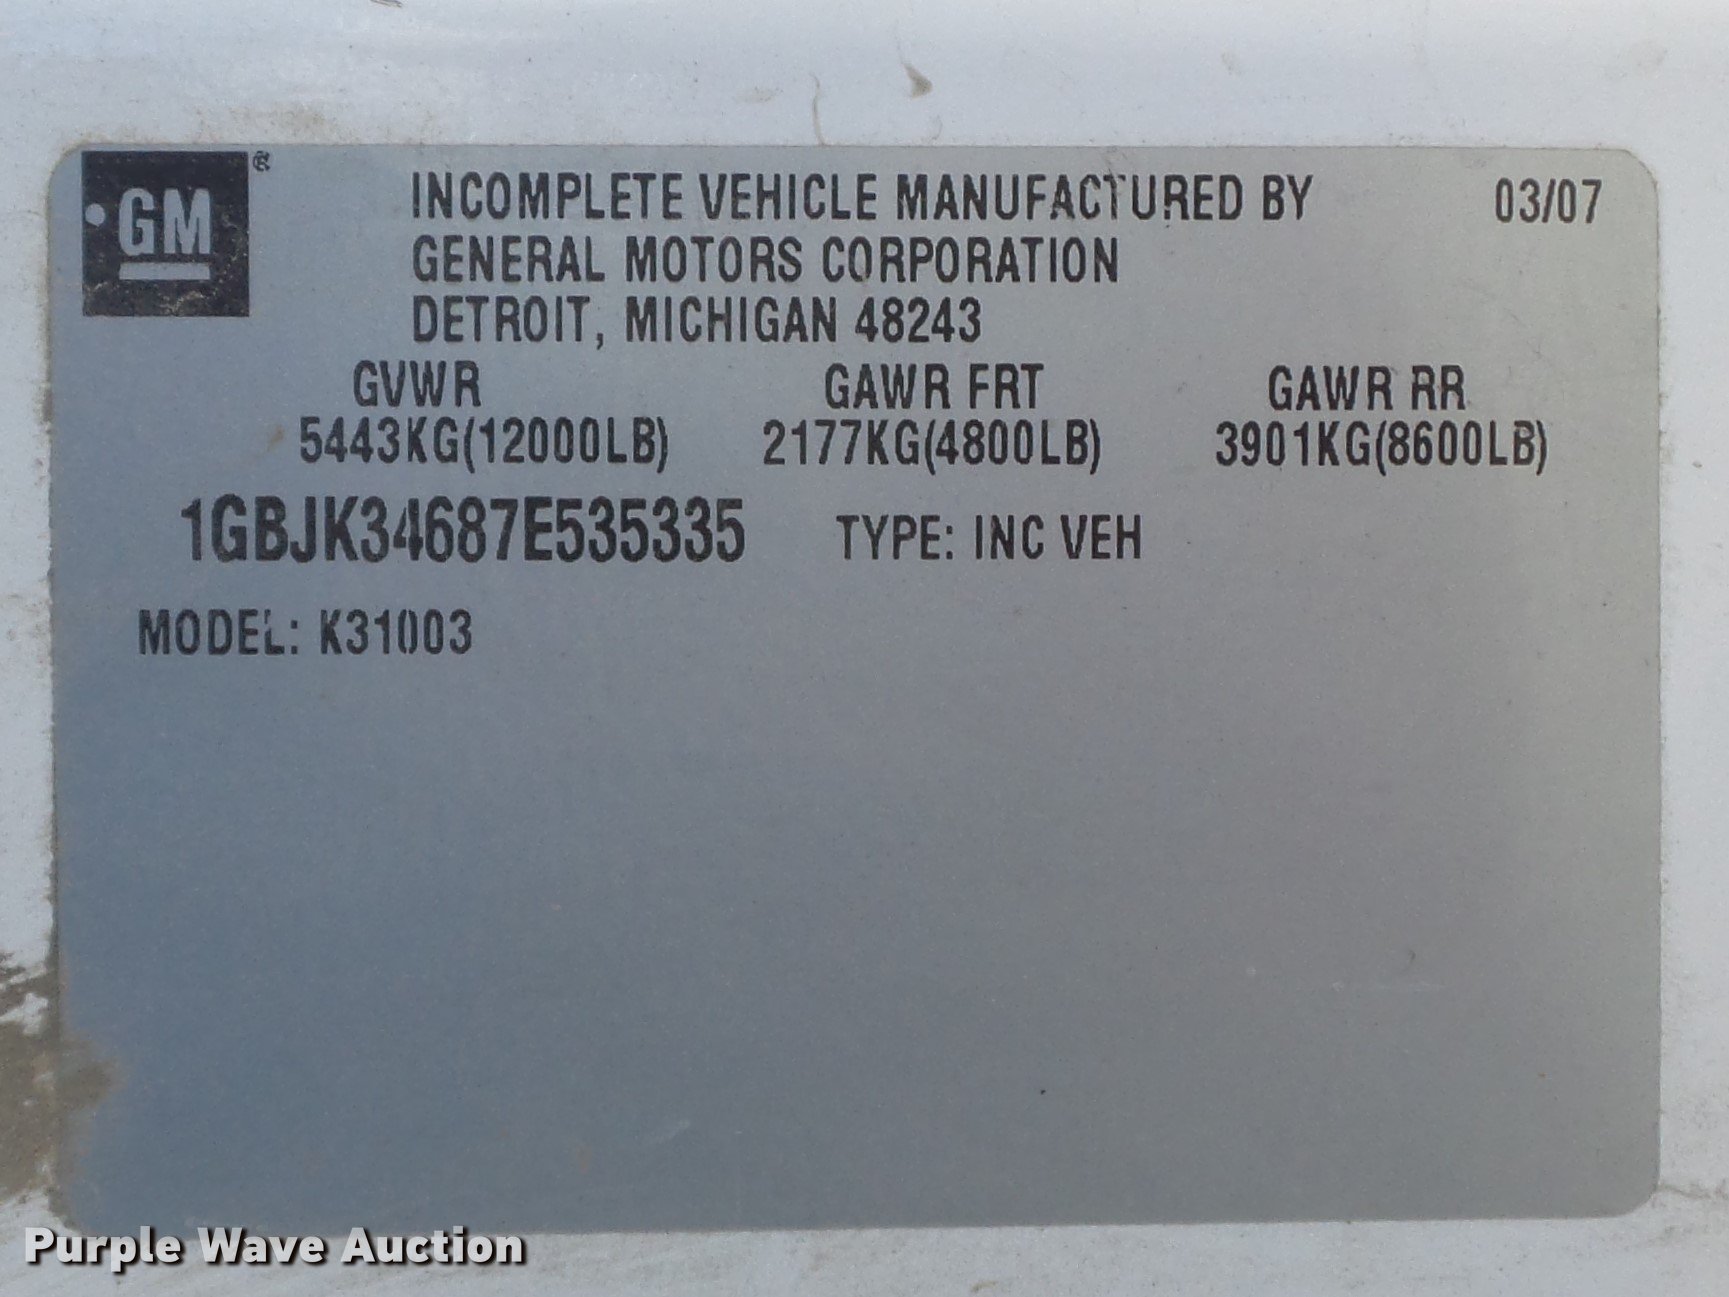 GM®
INCOMPLETE VEHICLE MANUFACTURED BY 03/07
GENERAL MOTORS CORPORATION
DETROIT, MICHIGAN 48243
GVWR GAWR FRT GAWR RR
5443KG(12000LB) 2177KG(4800LB) 3901KG(8600LB)
1GBJK34687E535335 TYPE: INC VEH
MODEL: K31003
Purple Wave Auction